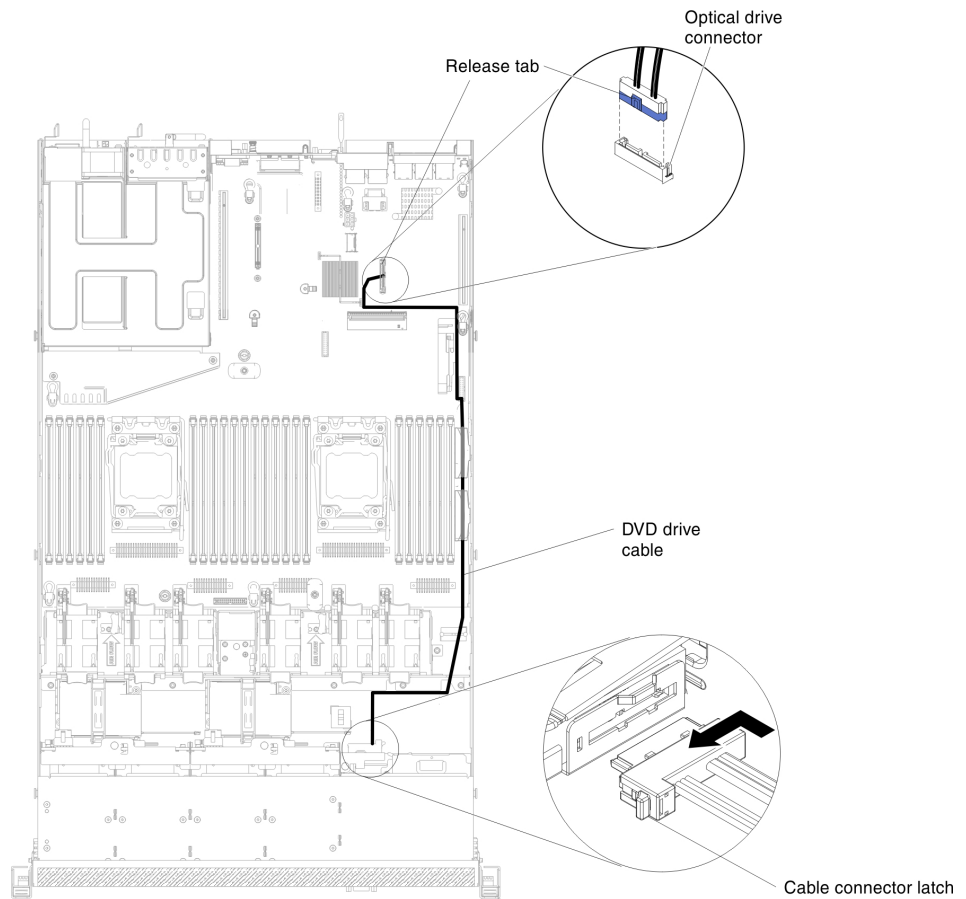 Optical drive
connector
Release tab
DVD drive
cable
Cable connector latch